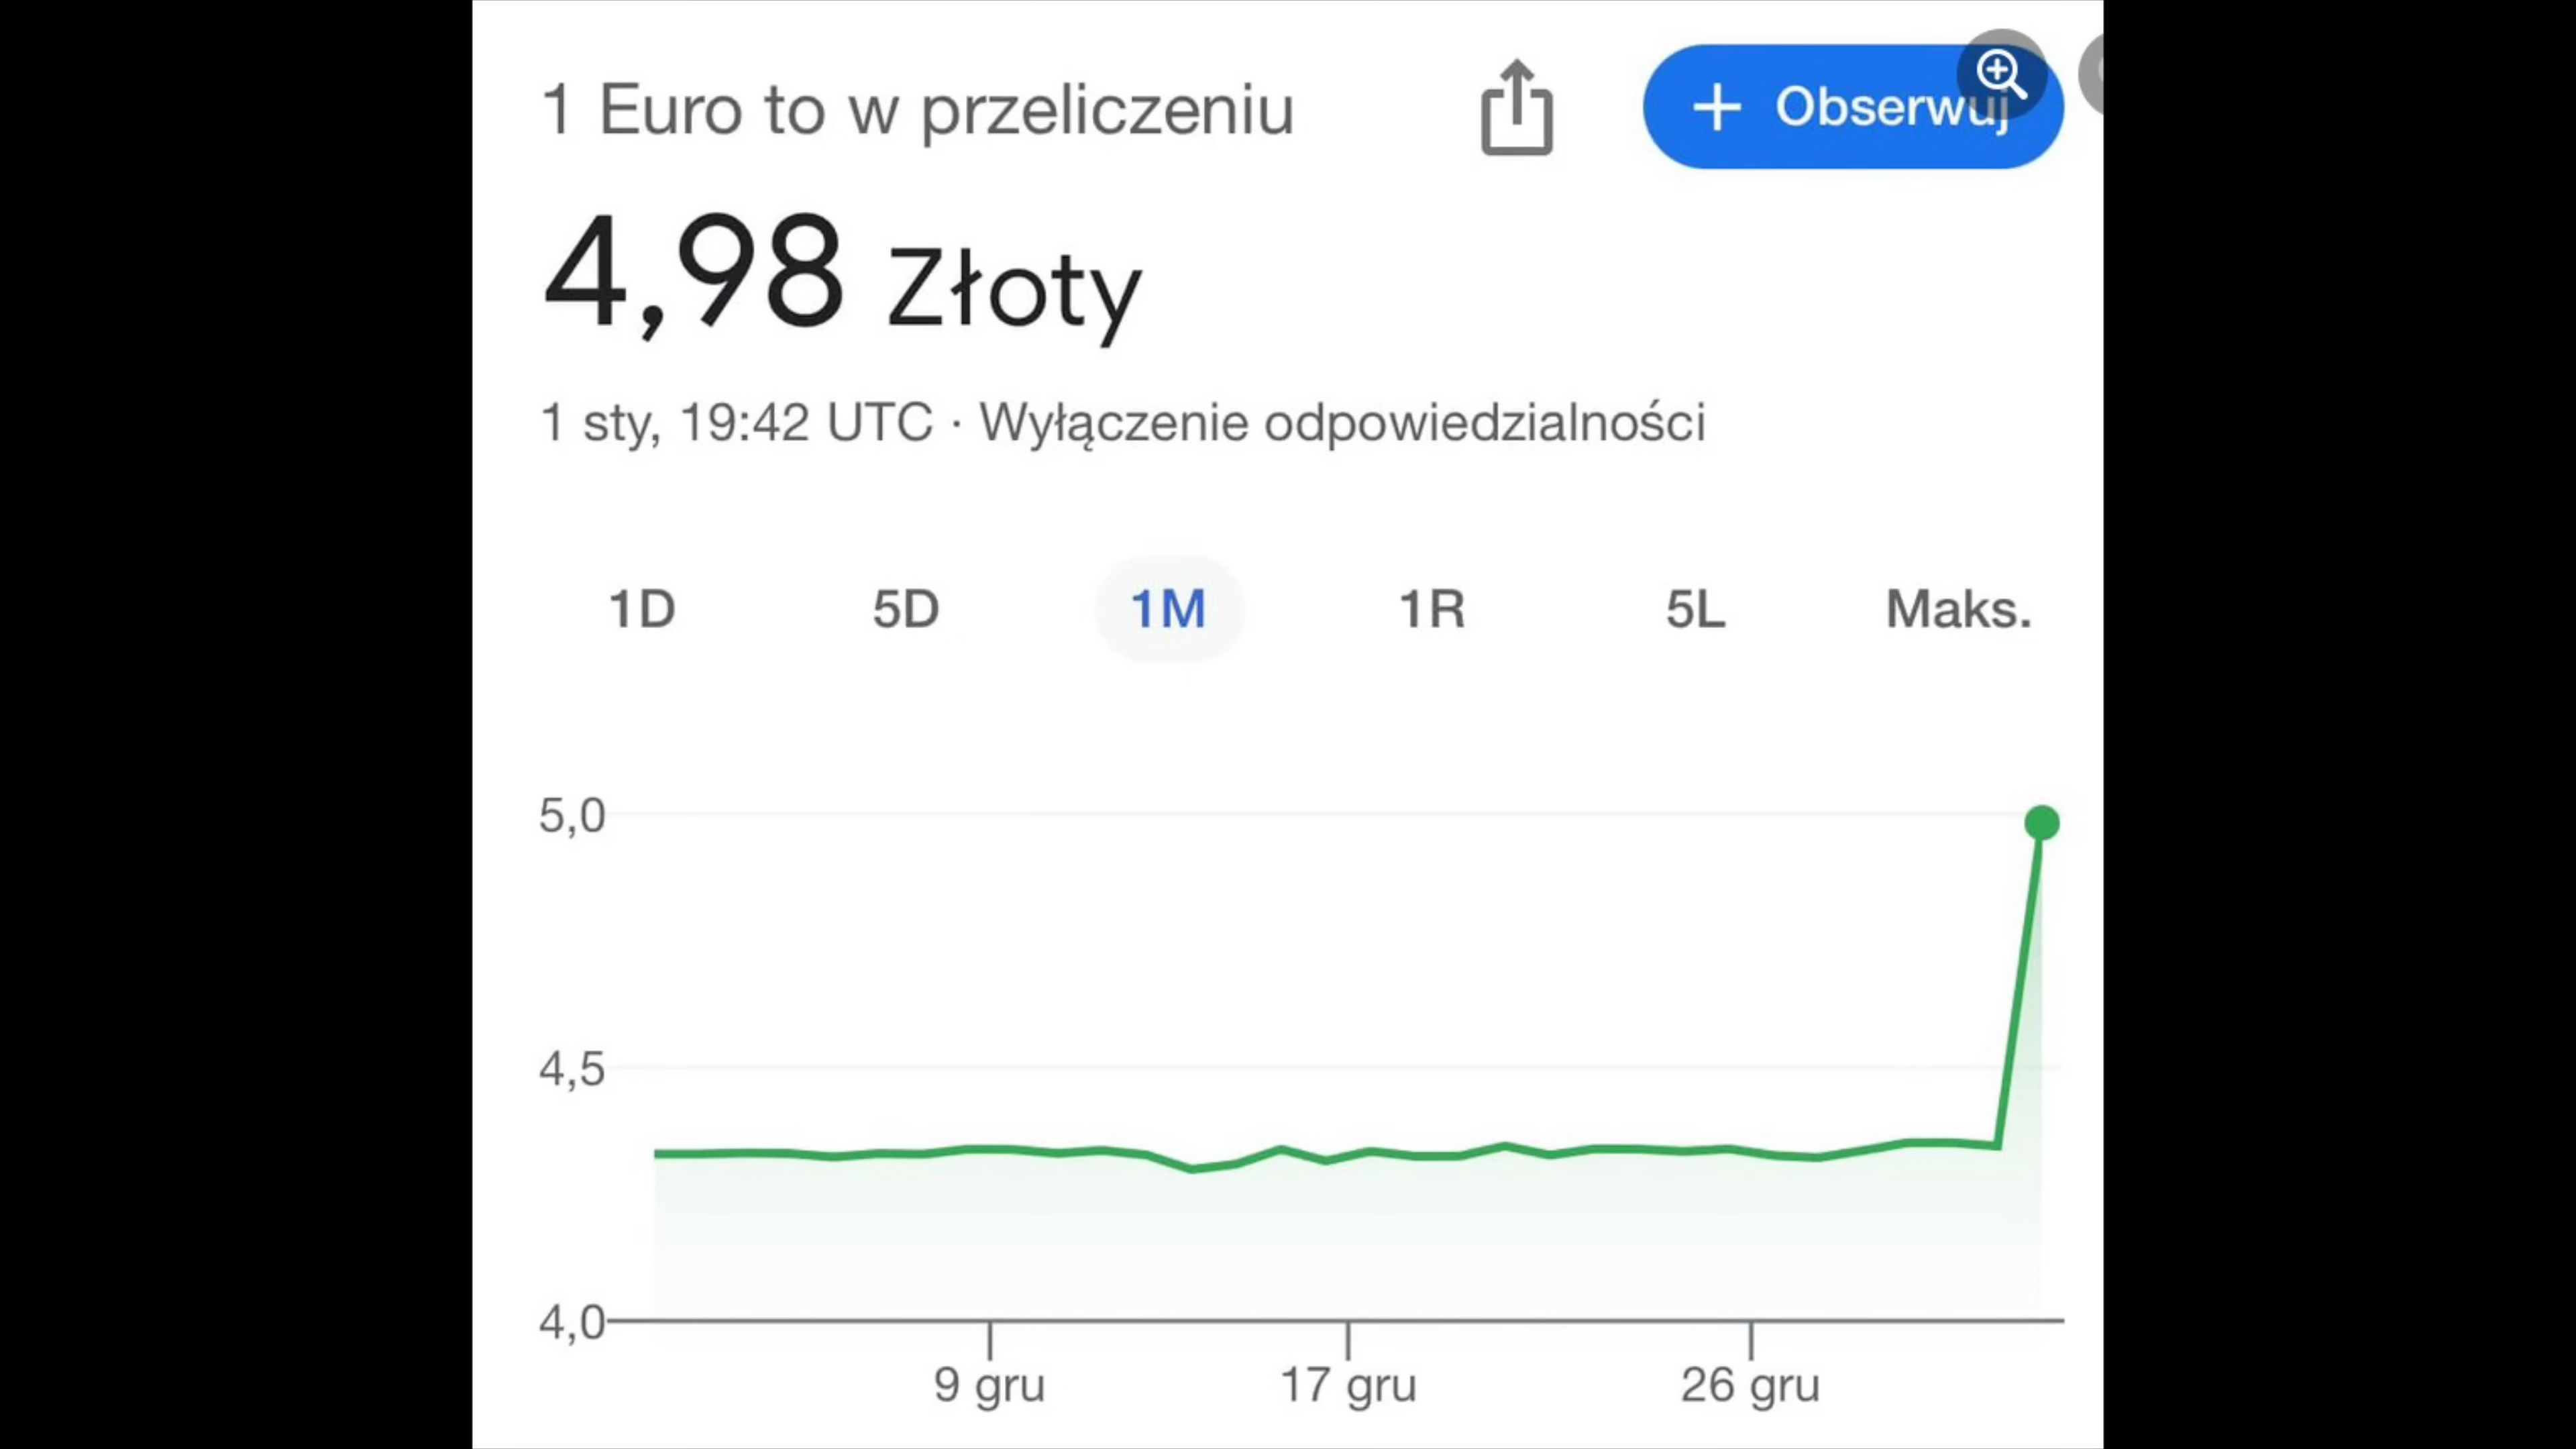 1 Euro to w przeliczeniu
+ Obserwuj
4,98 Złoty
1 sty, 19:42 UTC · Wyłączenie odpowiedzialności
1D 5D 1M 1R 5L Maks.
5,0
4,5
4,0
9 gru 17 gru 26 gru